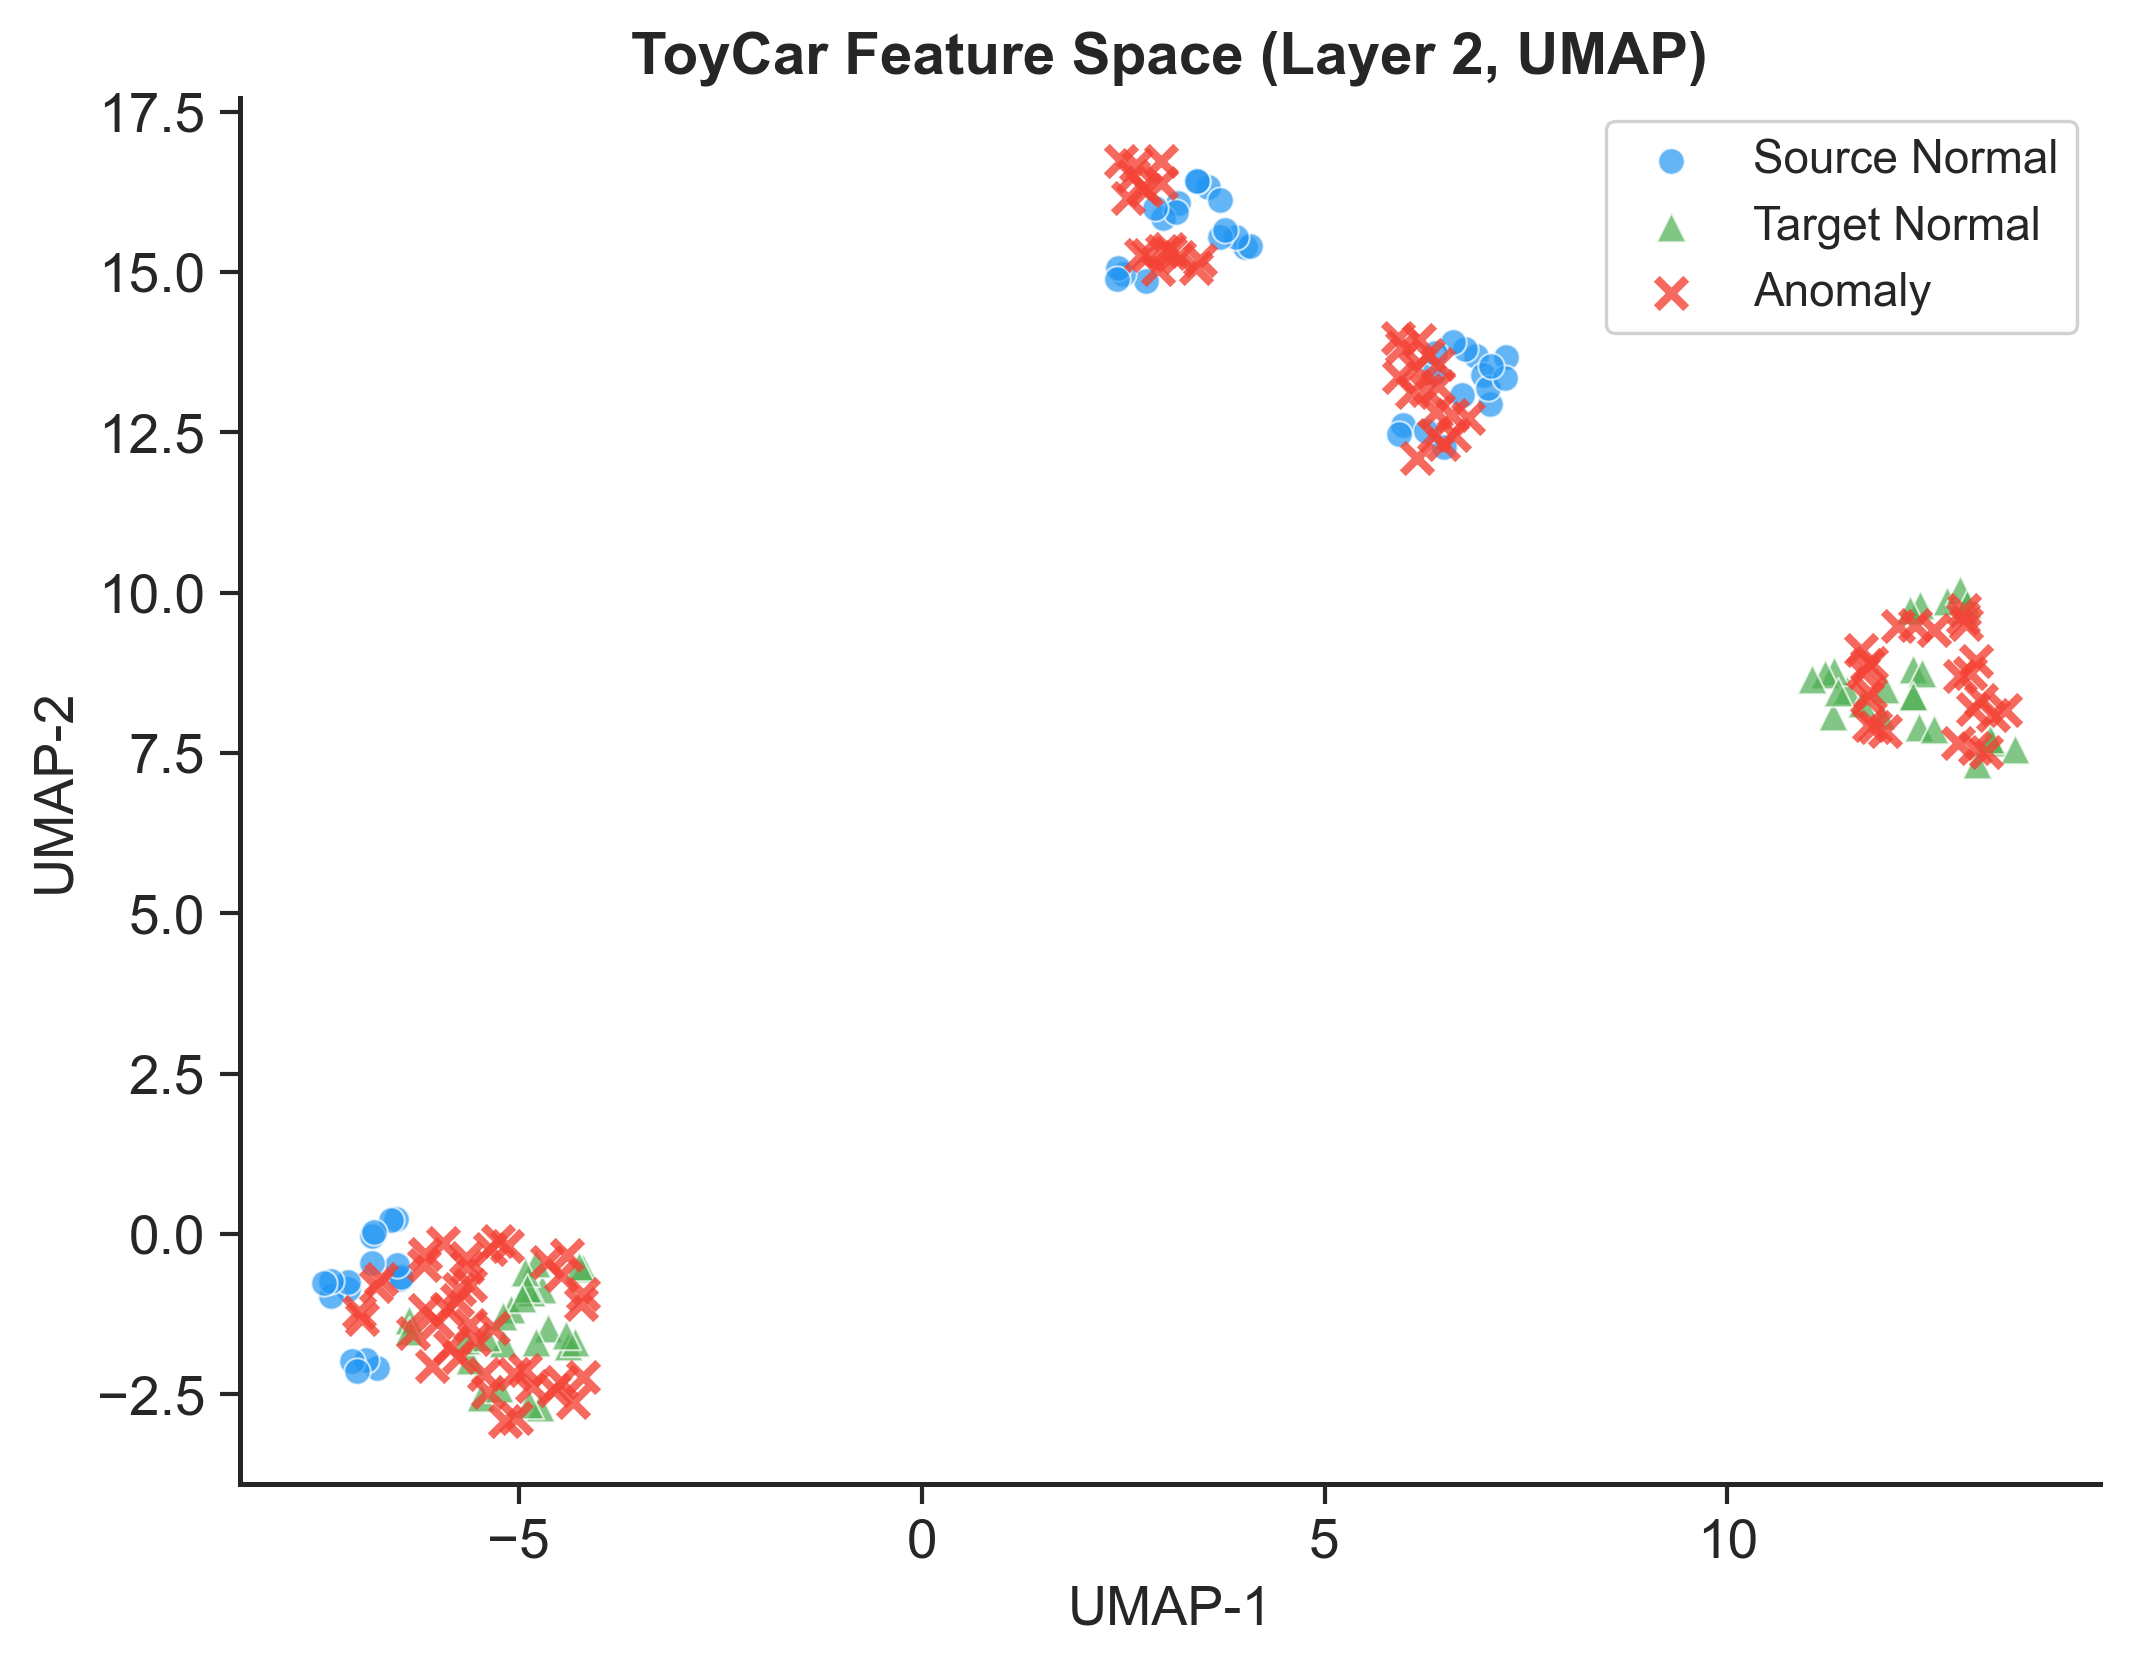 ToyCar Feature Space (Layer 2, UMAP)
17.5
15.0
12.5
10.0
7.5
5.0
2.5
0.0
−2.5
UMAP-2
Source Normal
Target Normal
Anomaly
−5
0
5
10
UMAP-1